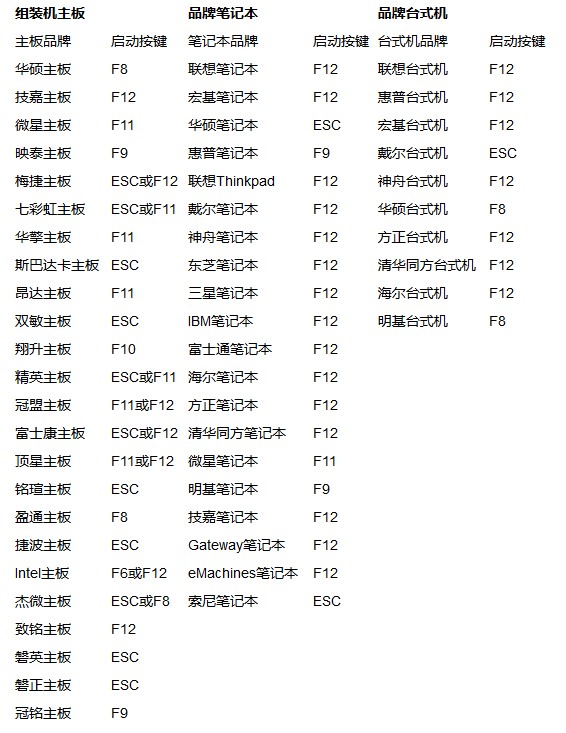 组装机主板 品牌笔记本 品牌台式机
主板品牌 启动按键 笔记本品牌 启动按键 台式机品牌 启动按键
华硕主板 F8 联想笔记本 F12 联想台式机 F12
技嘉主板 F12 宏基笔记本 F12 惠普台式机 F12
微星主板 F11 华硕笔记本 ESC 宏基台式机 F12
映泰主板 F9 惠普笔记本 F9 戴尔台式机 ESC
梅捷主板 ESC或F12 联想Thinkpad F12 神舟台式机 F12
七彩虹主板 ESC或F11 戴尔笔记本 F12 华硕台式机 F8
华擎主板 F11 神舟笔记本 F12 方正台式机 F12
斯巴达卡主板 ESC 东芝笔记本 F12 清华同方台式机 F12
昂达主板 F11 三星笔记本 F12 海尔台式机 F12
双敏主板 ESC IBM笔记本 F12 明基台式机 F8
翔升主板 F10 富士通笔记本 F12
精英主板 ESC或F11 海尔笔记本 F12
冠盟主板 F11或F12 方正笔记本 F12
富士康主板 ESC或F12 清华同方笔记本 F12
顶星主板 F11或F12 微星笔记本 F11
铭瑄主板 ESC 明基笔记本 F9
盈通主板 F8 技嘉笔记本 F12
捷波主板 ESC Gateway笔记本 F12
Intel主板 F6或F12 eMachines笔记本 F12
杰微主板 ESC或F8 索尼笔记本 ESC
致铭主板 F12
磐英主板 ESC
磐正主板 ESC
冠铭主板 F9